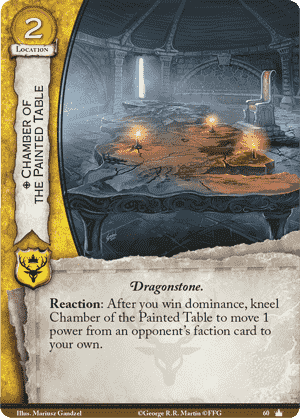 2
LOCATION
CHAMBER OF
THE PAINTED TABLE
Dragonstone.
Reaction: After you win dominance, kneel
Chamber of the Painted Table to move 1
power from an opponent's faction card to
your own.
Illus. Mariusz Gandzel
©George R.R. Martin ©FFG
60